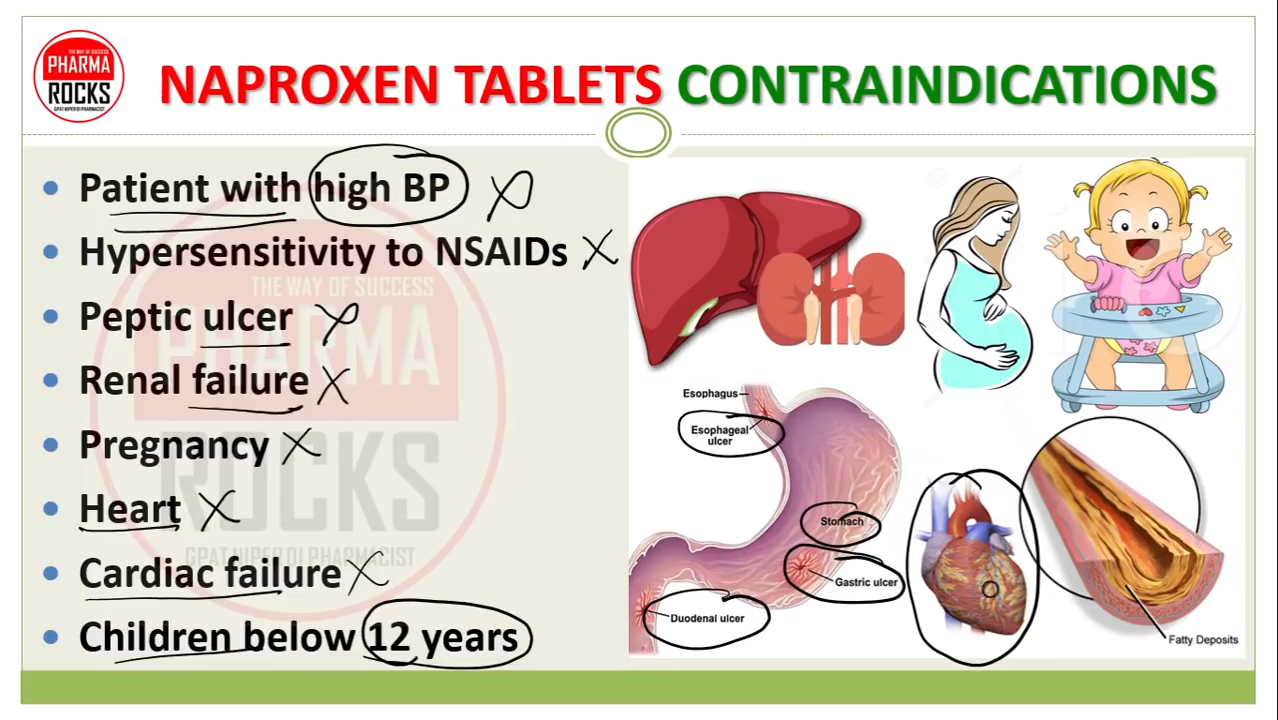 THE WAY OF SUCCESS
PHARMA
ROCKS
GPAT NIPER DI PHARMACIST
NAPROXEN TABLETS CONTRAINDICATIONS
• Patient with high BP
• Hypersensitivity to NSAIDs
• Peptic ulcer
• Renal failure
• Pregnancy
• Heart
• Cardiac failure
• Children below 12 years
THE WAY OF SUCCESS
PHARMA
ROCKS
GPAT NIPER DI PHARMACIST
Esophagus
Esophageal
ulcer
Stomach
Gastric ulcer
Duodenal ulcer
Fatty Deposits